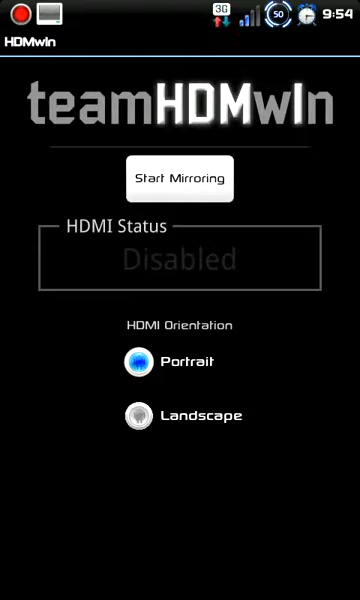 3G
50
9:54
HDMwIn
teamHDMwIn
Start Mirroring
HDMI Status
Disabled
HDMI Orientation
Portrait
Landscape